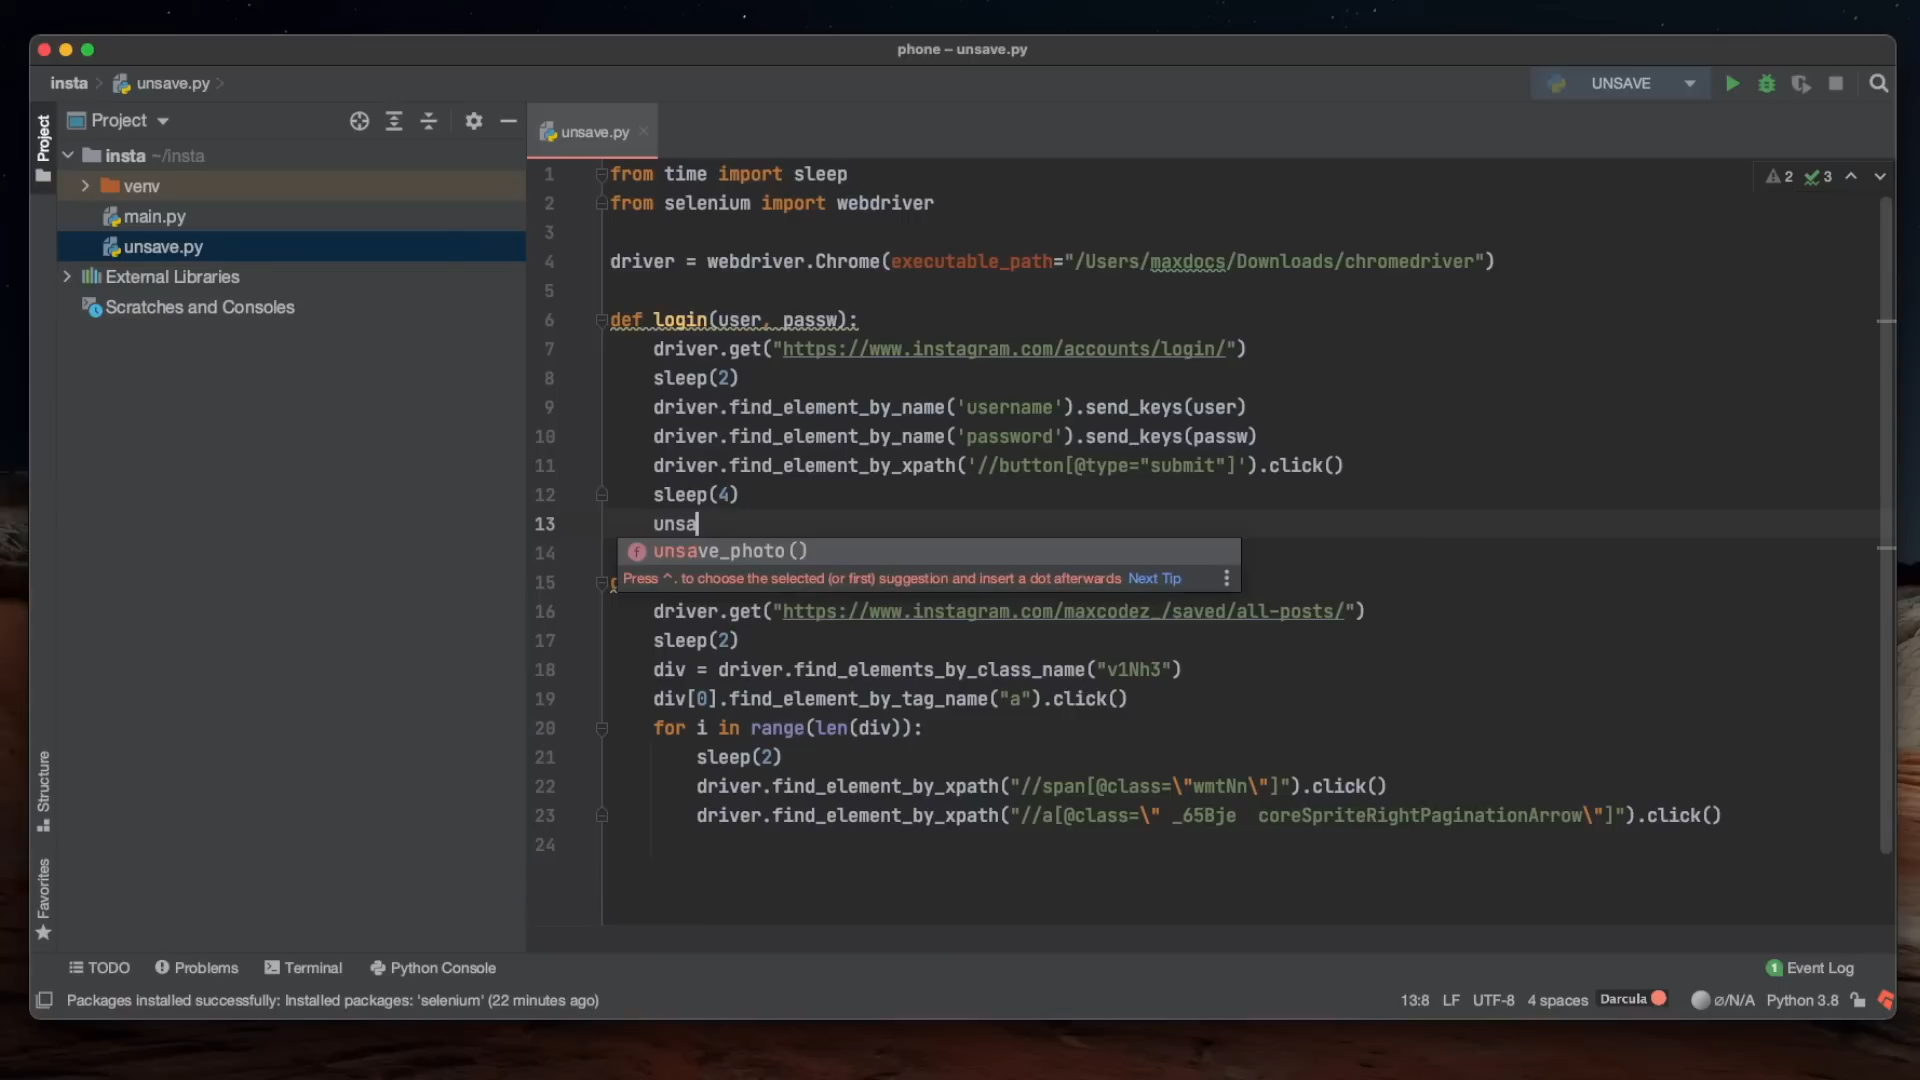 phone – unsave.py
insta
unsave.py
UNSAVE
Project
Project
unsave.py
insta ~/insta
venv
main.py
unsave.py
External Libraries
Scratches and Consoles
2 3
1 from time import sleep
2 from selenium import webdriver
3
4 driver = webdriver.Chrome(executable_path="/Users/maxdocs/Downloads/chromedriver")
5
6 def login(user, passw):
7 driver.get("https://www.instagram.com/accounts/login/")
8 sleep(2)
9 driver.find_element_by_name('username').send_keys(user)
10 driver.find_element_by_name('password').send_keys(passw)
11 driver.find_element_by_xpath('//button[@type="submit"]').click()
12 sleep(4)
13 unsa
14
f unsave_photo()
Press ^. to choose the selected (or first) suggestion and insert a dot afterwards Next Tip
15
16 driver.get("https://www.instagram.com/maxcodez_/saved/all-posts/")
17 sleep(2)
18 div = driver.find_elements_by_class_name("v1Nh3")
19 div[0].find_element_by_tag_name("a").click()
20 for i in range(len(div)):
21 sleep(2)
22 driver.find_element_by_xpath("//span[@class=\"wmtNn\"]").click()
23 driver.find_element_by_xpath("//a[@class=\" _65Bje  coreSpriteRightPaginationArrow\"]").click()
24
Structure
Favorites
TODO
Problems
Terminal
Python Console
1 Event Log
Packages installed successfully: Installed packages: 'selenium' (22 minutes ago)
13:8 LF UTF-8 4 spaces Darcula ⌀/N/A Python 3.8